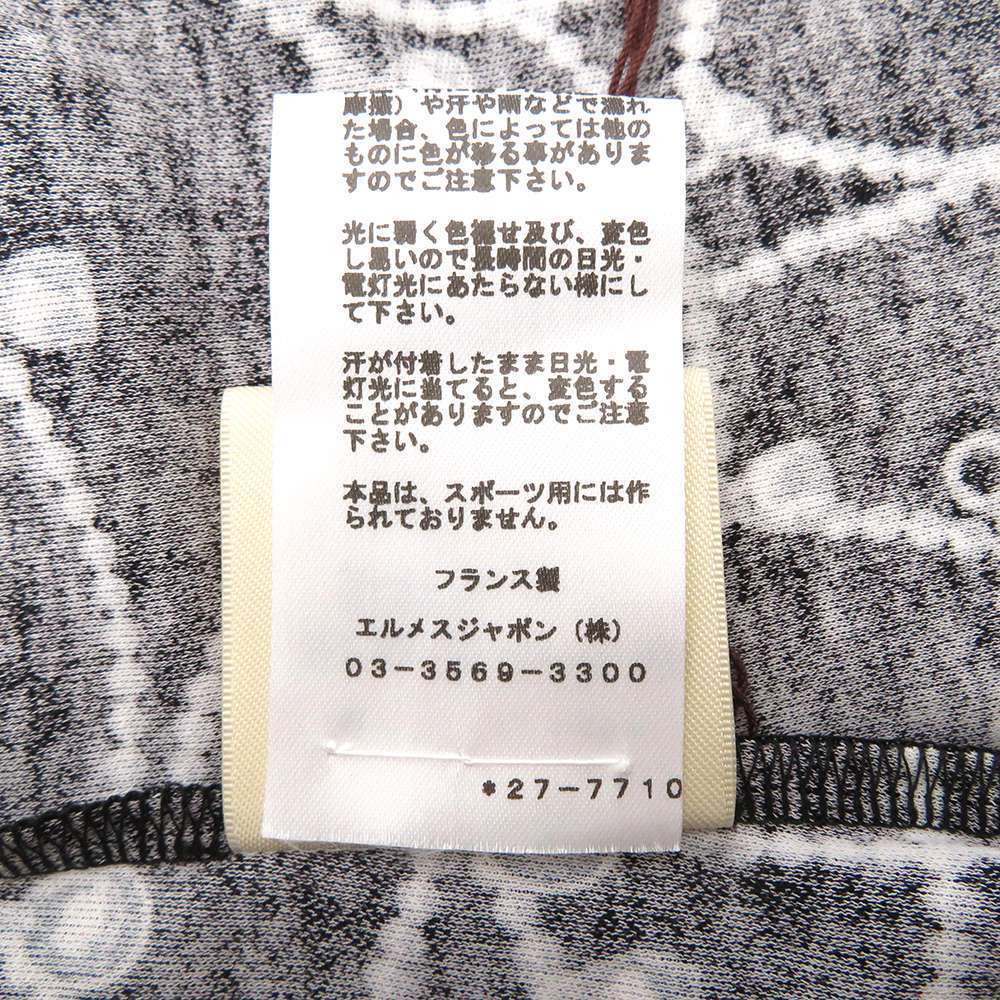 摩擦）や汗や雨などで濡れ
た場合、色によっては他の
ものに色が移る事がありま
すのでご注意下さい。
光に弱く色褪せ及び、変色
し易いので長時間の日光・
電灯光にあたらない様にし
て下さい。
汗が付着したまま日光・電
灯光に当てると、変色する
ことがありますのでご注意
下さい。
本品は、スポーツ用には作
られておりません。
フランス製
エルメスジャポン（株）
03-3569-3300
*27-7710